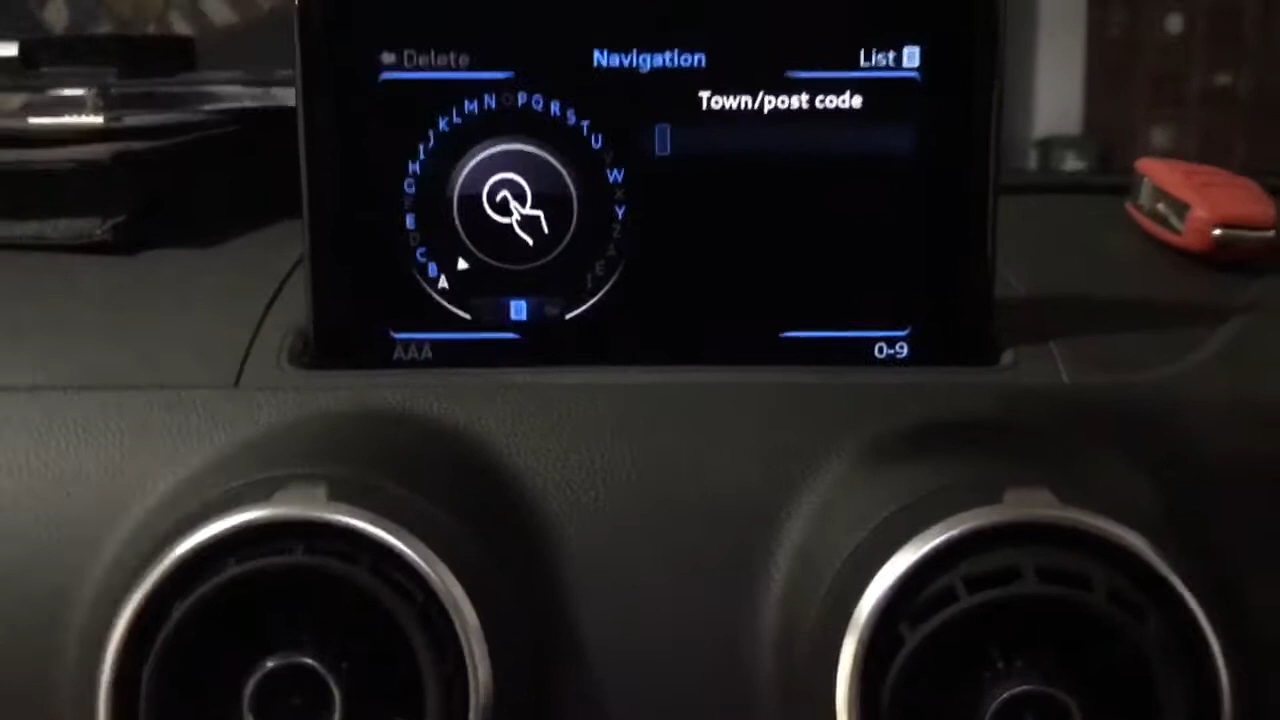 Delete Navigation List
Town/post code
A B C D E G H I J K L M N O P Q R S T U W X Y Z
AAA 0-9